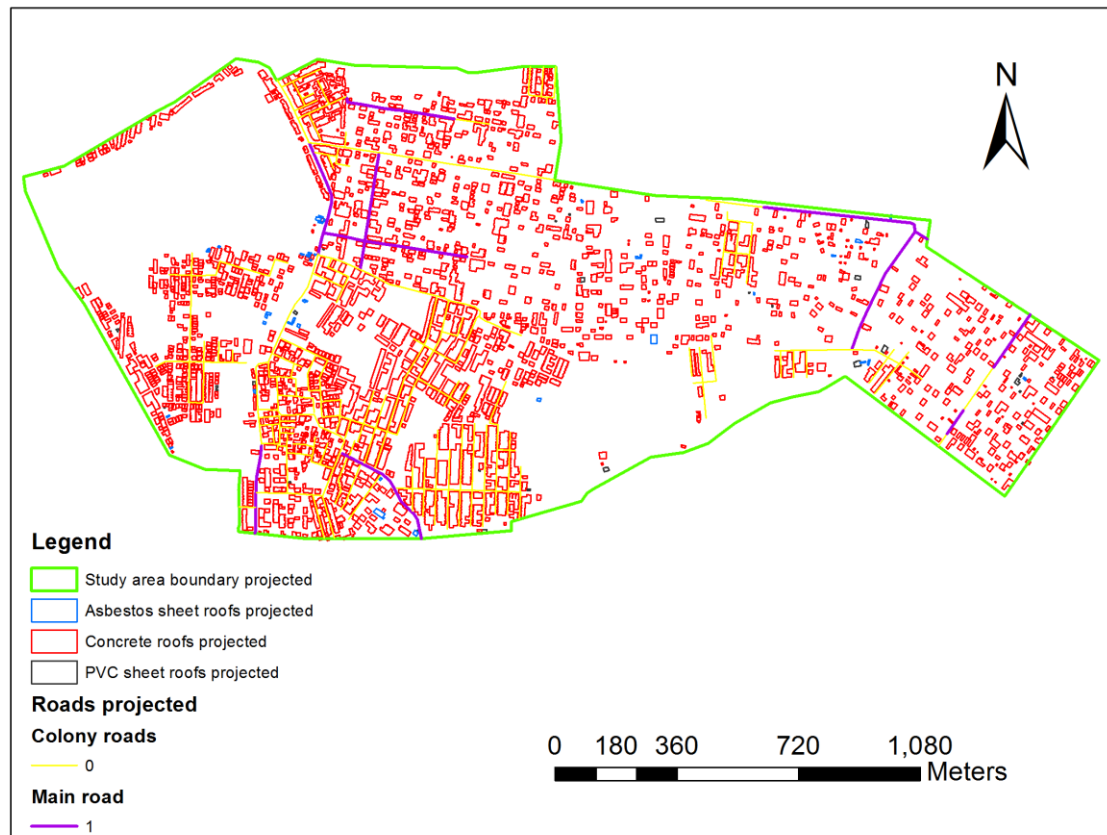 N
Legend
Study area boundary projected
Asbestos sheet roofs projected
Concrete roofs projected
PVC sheet roofs projected
Roads projected
Colony roads
0
Main road
1
0 180 360 720 1,080
Meters